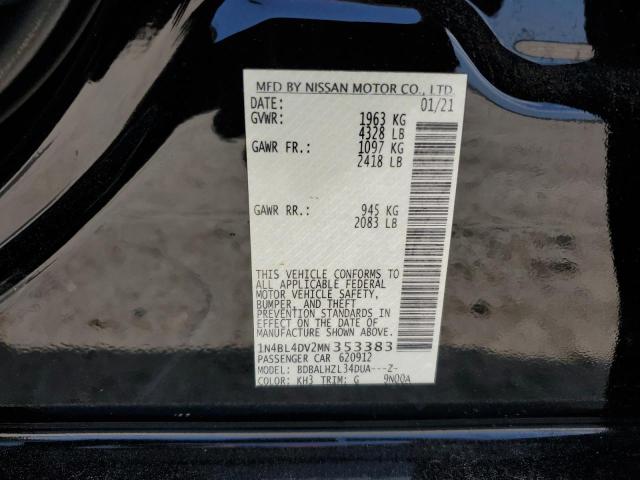 MFD BY NISSAN MOTOR CO., LTD.
DATE: 01/21
GVWR: 1963 KG
4328 LB
GAWR FR.: 1097 KG
2418 LB
GAWR RR.: 945 KG
2083 LB
THIS VEHICLE CONFORMS TO
ALL APPLICABLE FEDERAL
MOTOR VEHICLE SAFETY,
BUMPER, AND THEFT
PREVENTION STANDARDS
IN EFFECT ON THE DATE OF
MANUFACTURE SHOWN ABOVE.
1N4BL4DV2MN353383
PASSENGER CAR 620912
MODEL: BDBALHZL34DUA---Z-
COLOR: KH3 TRIM: G 9N00A